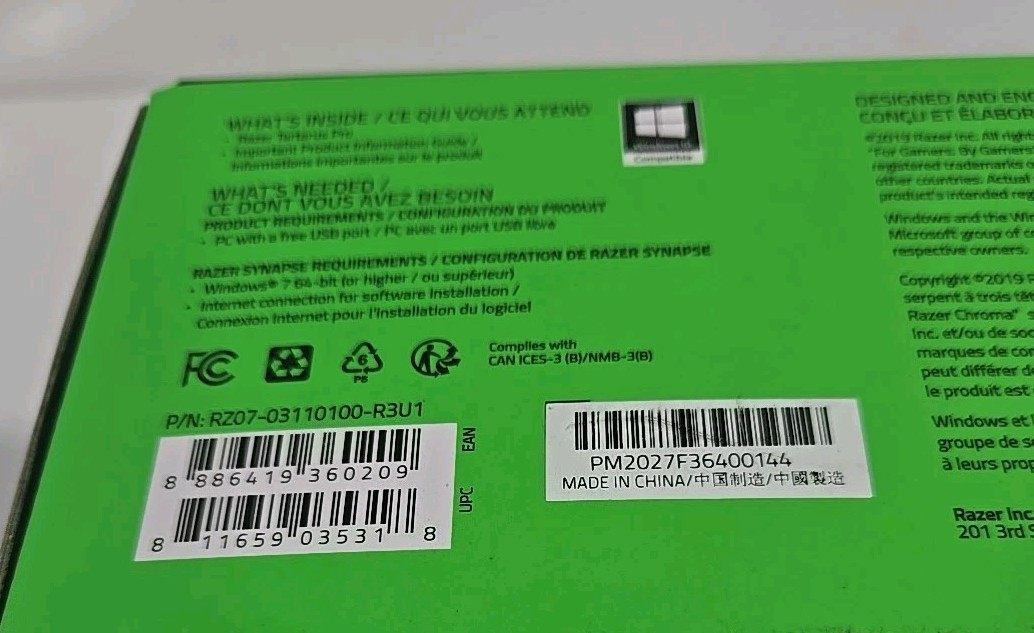 WHAT'S INSIDE / CE QUI VOUS ATTEND
• Razer Tartarus Pro
• Important Product Information Guide /
Informations importantes sur le produit
WHAT'S NEEDED /
CE DONT VOUS AVEZ BESOIN
PRODUCT REQUIREMENTS / CONFIGURATION DU PRODUIT
• PC with a free USB port / PC avec un port USB libre
RAZER SYNAPSE REQUIREMENTS / CONFIGURATION DE RAZER SYNAPSE
• Windows® 7 64-bit (or higher / ou supérieur)
• Internet connection for software installation /
Connexion Internet pour l'installation du logiciel
FC
6
PS
Complies with
CAN ICES-3 (B)/NMB-3(B)
P/N: RZ07-03110100-R3U1
8 886419 360209
EAN
8 11659 03531 8
UPC
Windows 10
Compatible
PM2027F36400144
MADE IN CHINA/中国制造/中國製造
DESIGNED AND ENG
CONÇU ET ÉLABOR
©2019 Razer Inc. All right
"For Gamers. By Gamers
registered trademarks o
other countries. Actual
product's intended reg
Windows and the Win
Microsoft group of c
respective owners.
Copyright ©2019 R
serpent à trois têt
Razer Chroma" s
Inc. et/ou de soc
marques de con
peut différer de
le produit est
Windows et
groupe de s
à leurs prop
Razer Inc.
201 3rd S